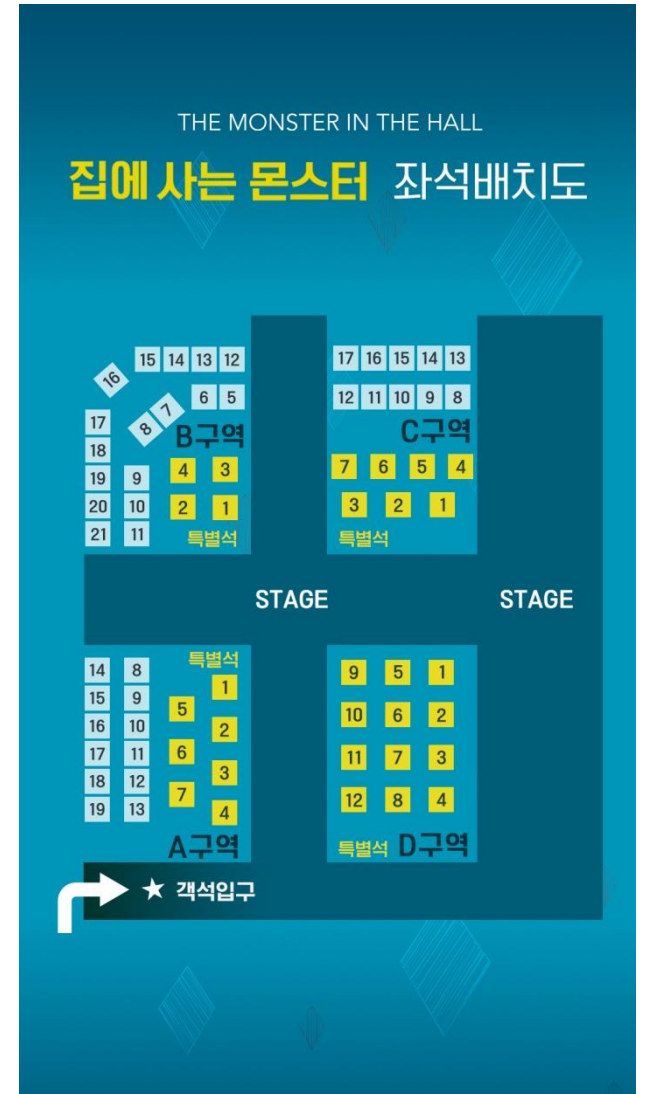 THE MONSTER IN THE HALL
집에 사는 몬스터 좌석배치도
15 14 13 12
16
6 5
7
8
B구역
17
18
19 9
20 10
21 11
4 3
2 1
특별석
17 16 15 14 13
12 11 10 9 8
C구역
7 6 5 4
3 2 1
특별석
STAGE
STAGE
특별석
14 8
15 9
16 10
17 11
18 12
19 13
1
5
2
6
3
7
4
A구역
9 5 1
10 6 2
11 7 3
12 8 4
특별석 D구역
★ 객석입구